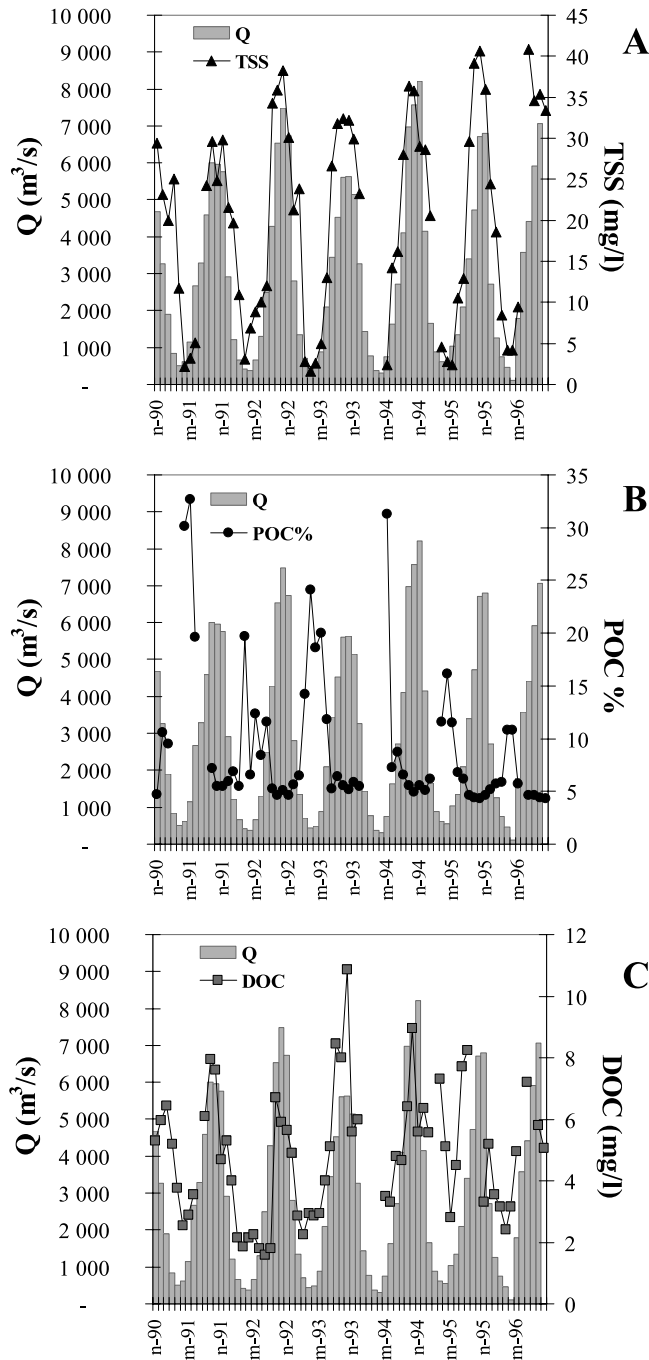 A
Q
TSS
Q (m³/s)
10 000
9 000
8 000
7 000
6 000
5 000
4 000
3 000
2 000
1 000
-
45
40
35
30
25
20
15
10
5
0
TSS (mg/l)
n-90
m-91
n-91
m-92
n-92
m-93
n-93
m-94
n-94
m-95
n-95
m-96
B
Q
POC%
Q (m³/s)
10 000
9 000
8 000
7 000
6 000
5 000
4 000
3 000
2 000
1 000
-
35
30
25
20
15
10
5
0
POC %
n-90
m-91
n-91
m-92
n-92
m-93
n-93
m-94
n-94
m-95
n-95
m-96
C
Q
DOC
Q (m³/s)
10 000
9 000
8 000
7 000
6 000
5 000
4 000
3 000
2 000
1 000
-
12
10
8
6
4
2
0
DOC (mg/l)
n-90
m-91
n-91
m-92
n-92
m-93
n-93
m-94
n-94
m-95
n-95
m-96